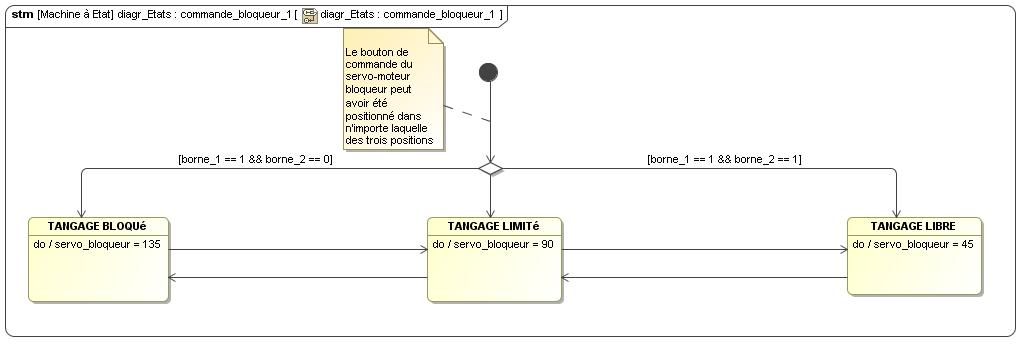 stm [Machine à Etat] diagr_Etats : commande_bloqueur_1 [ diagr_Etats : commande_bloqueur_1 ]
Le bouton de
commande du
servo-moteur
bloqueur peut
avoir été
positionné dans
n'importe laquelle
des trois positions
[borne_1 == 1 && borne_2 == 0]
[borne_1 == 1 && borne_2 == 1]
TANGAGE BLOQUé
do / servo_bloqueur = 135
TANGAGE LIMITé
do / servo_bloqueur = 90
TANGAGE LIBRE
do / servo_bloqueur = 45